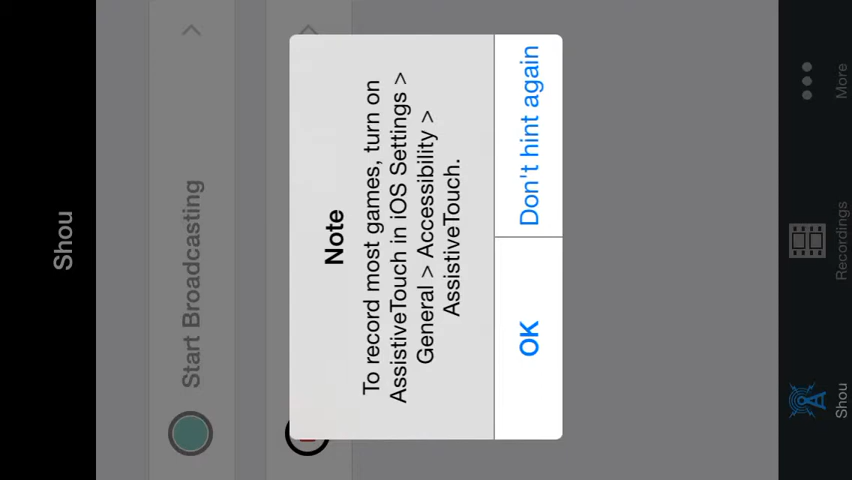 Shou
Start Broadcasting
Note
To record most games, turn on
AssistiveTouch in iOS Settings >
General > Accessibility >
AssistiveTouch.
OK
Don't hint again
Shou
Recordings
More